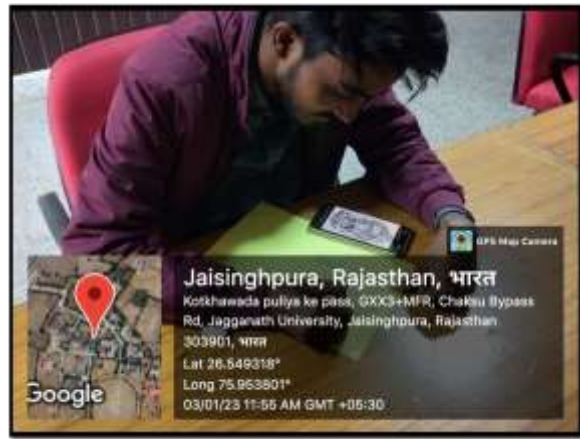 GPS Map Camera
Jaisinghpura, Rajasthan, भारत
Kotkhawada puliya ke pass, GXX3+MFR, Chaksu Bypass
Rd, Jagganath University, Jaisinghpura, Rajasthan
303901, भारत
Lat 26.549318°
Long 75.953801°
03/01/23 11:55 AM GMT +05:30
Google